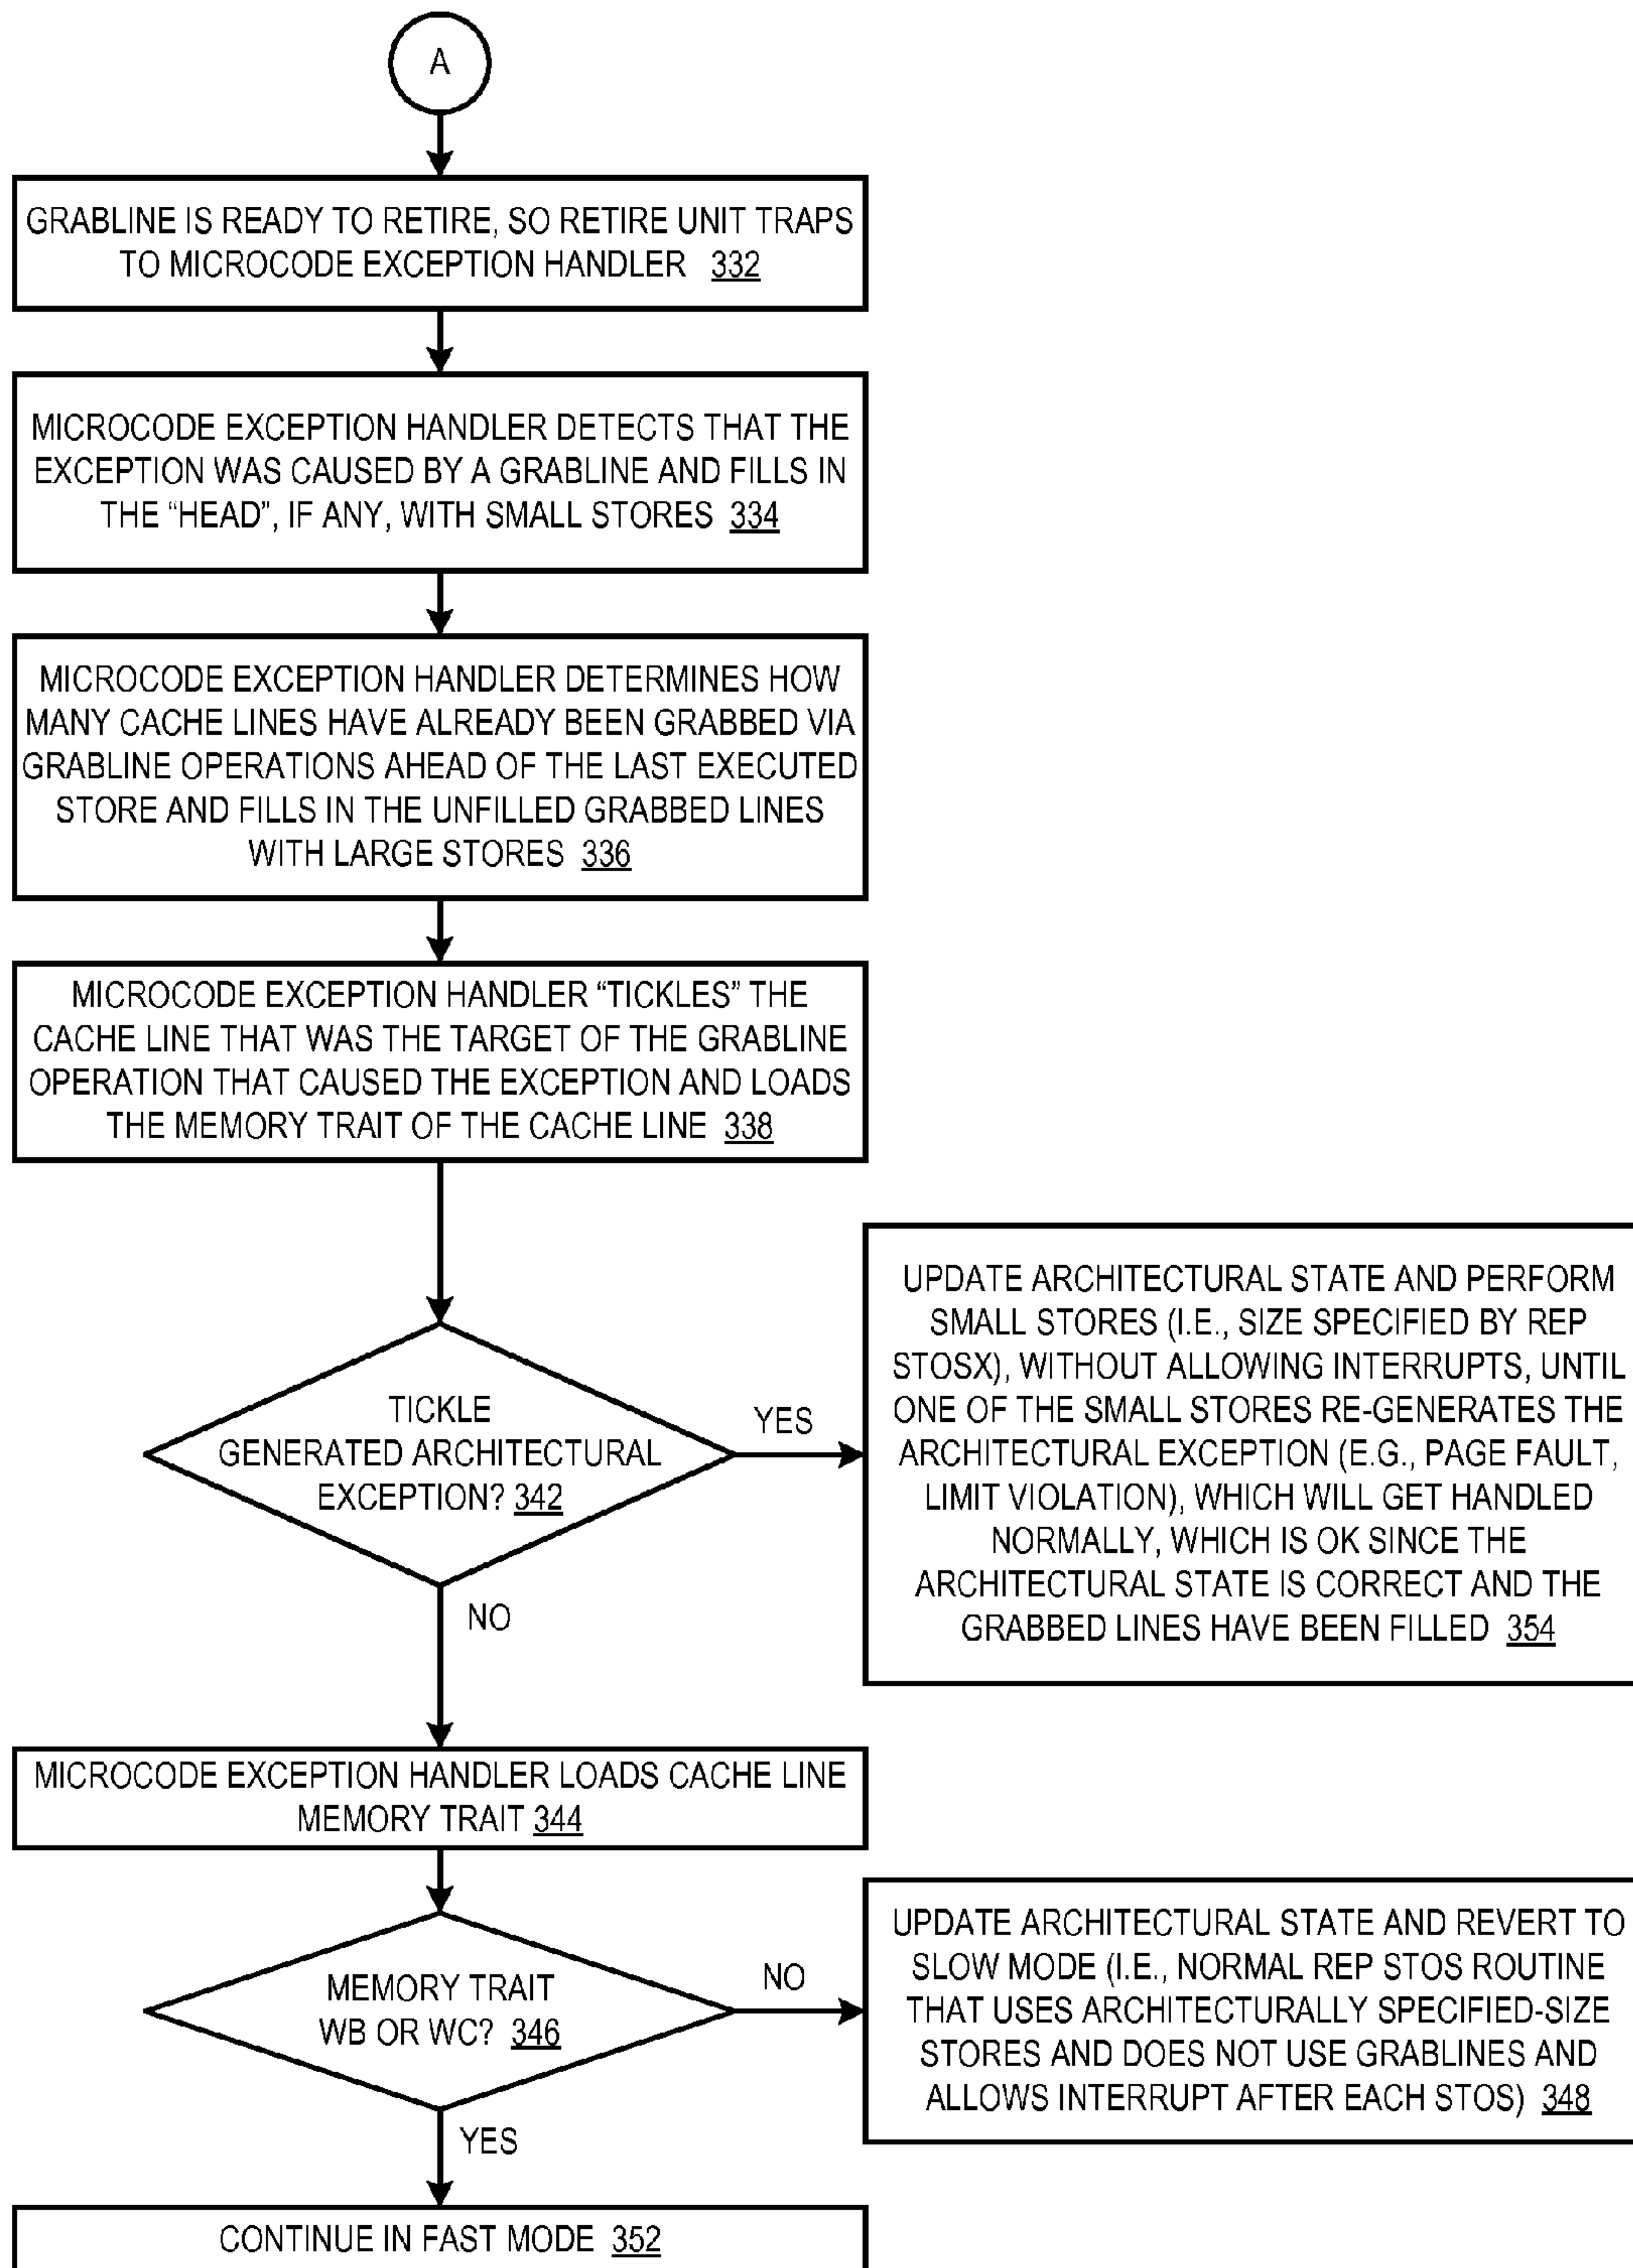 A
GRABLINE IS READY TO RETIRE, SO RETIRE UNIT TRAPS
TO MICROCODE EXCEPTION HANDLER 332
MICROCODE EXCEPTION HANDLER DETECTS THAT THE
EXCEPTION WAS CAUSED BY A GRABLINE AND FILLS IN
THE “HEAD”, IF ANY, WITH SMALL STORES 334
MICROCODE EXCEPTION HANDLER DETERMINES HOW
MANY CACHE LINES HAVE ALREADY BEEN GRABBED VIA
GRABLINE OPERATIONS AHEAD OF THE LAST EXECUTED
STORE AND FILLS IN THE UNFILLED GRABBED LINES
WITH LARGE STORES 336
MICROCODE EXCEPTION HANDLER “TICKLES” THE
CACHE LINE THAT WAS THE TARGET OF THE GRABLINE
OPERATION THAT CAUSED THE EXCEPTION AND LOADS
THE MEMORY TRAIT OF THE CACHE LINE 338
TICKLE
GENERATED ARCHITECTURAL
EXCEPTION? 342
YES
UPDATE ARCHITECTURAL STATE AND PERFORM
SMALL STORES (I.E., SIZE SPECIFIED BY REP
STOSX), WITHOUT ALLOWING INTERRUPTS, UNTIL
ONE OF THE SMALL STORES RE-GENERATES THE
ARCHITECTURAL EXCEPTION (E.G., PAGE FAULT,
LIMIT VIOLATION), WHICH WILL GET HANDLED
NORMALLY, WHICH IS OK SINCE THE
ARCHITECTURAL STATE IS CORRECT AND THE
GRABBED LINES HAVE BEEN FILLED 354
NO
MICROCODE EXCEPTION HANDLER LOADS CACHE LINE
MEMORY TRAIT 344
MEMORY TRAIT
WB OR WC? 346
NO
UPDATE ARCHITECTURAL STATE AND REVERT TO
SLOW MODE (I.E., NORMAL REP STOS ROUTINE
THAT USES ARCHITECTURALLY SPECIFIED-SIZE
STORES AND DOES NOT USE GRABLINES AND
ALLOWS INTERRUPT AFTER EACH STOS) 348
YES
CONTINUE IN FAST MODE 352